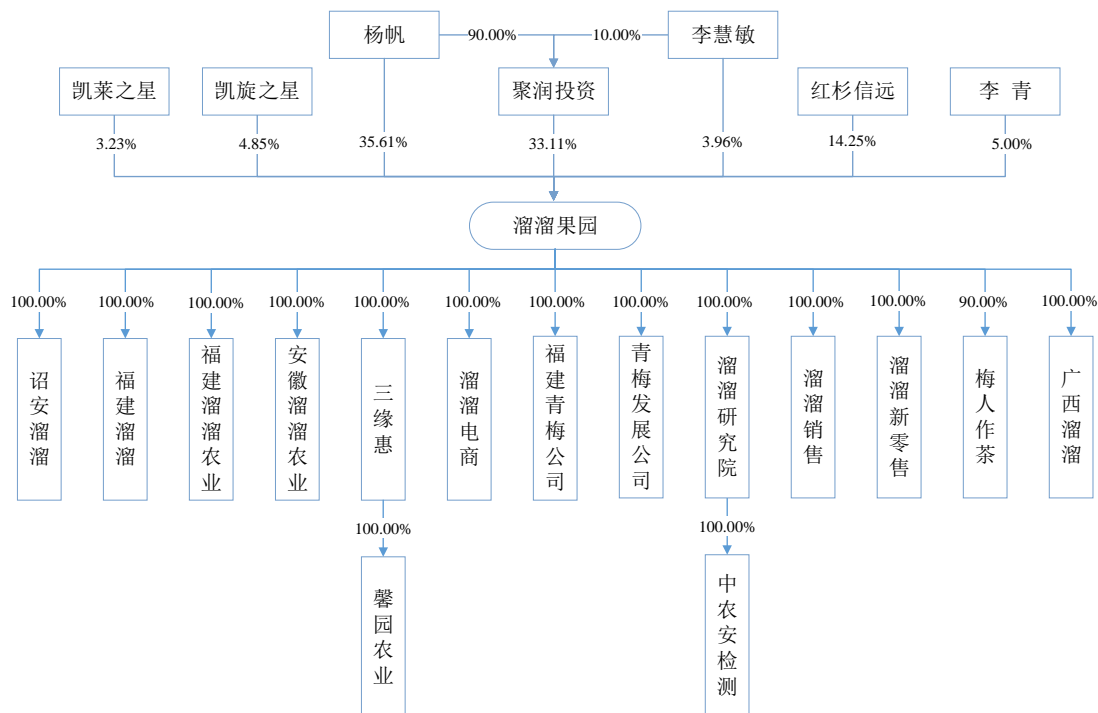 杨帆
90.00%
10.00%
李慧敏
凯莱之星
凯旋之星
聚润投资
红杉信远
李 青
3.23%
4.85%
35.61%
33.11%
3.96%
14.25%
5.00%
溜溜果园
100.00%
100.00%
100.00%
100.00%
100.00%
100.00%
100.00%
100.00%
100.00%
100.00%
100.00%
90.00%
100.00%
诏安溜溜
福建溜溜
福建溜溜农业
安徽溜溜农业
三缘惠
溜溜电商
福建青梅公司
青梅发展公司
溜溜研究院
溜溜销售
溜溜新零售
梅人作茶
广西溜溜
100.00%
100.00%
馨园农业
中农安检测